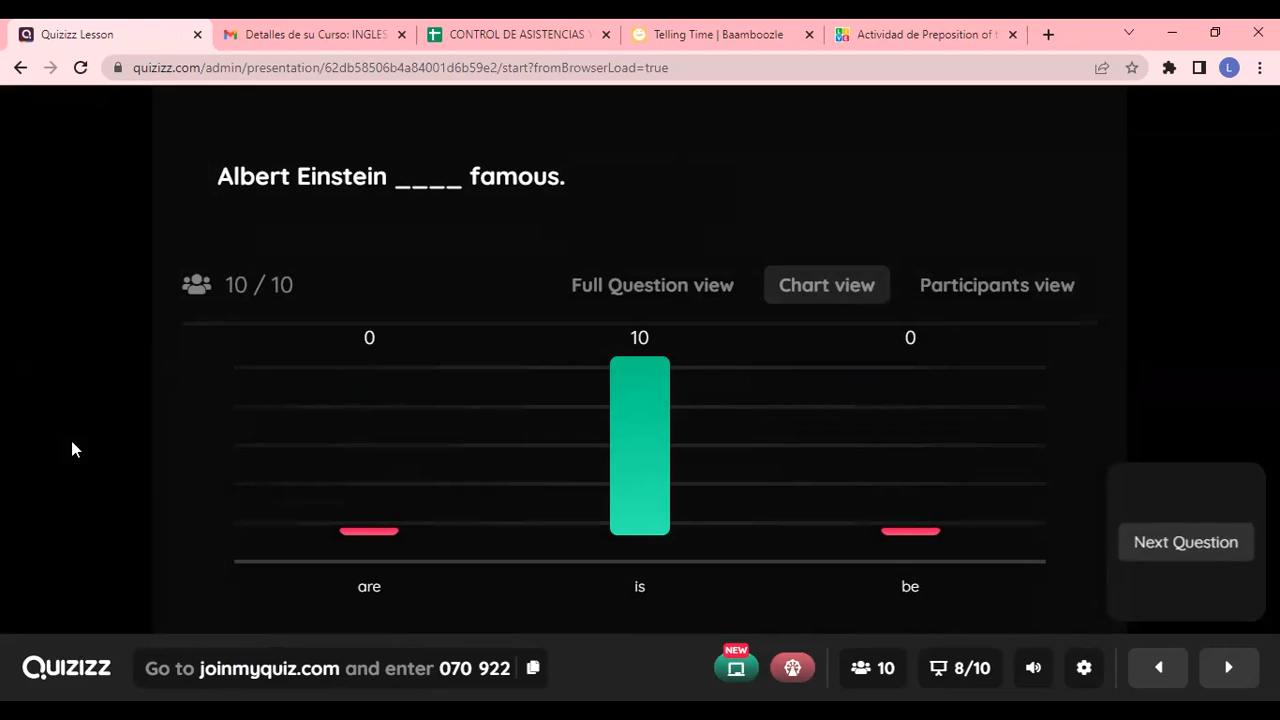 Quizizz Lesson
Detalles de su Curso: INGLES
CONTROL DE ASISTENCIAS
Telling Time | Baamboozle
Actividad de Preposition of
quizizz.com/admin/presentation/62db58506b4a84001d6b59e2/start?fromBrowserLoad=true
L
Albert Einstein ____ famous.
10 / 10
Full Question view
Chart view
Participants view
0
10
0
are
is
be
Next Question
QUIZIZZ
Go to joinmyquiz.com and enter 070 922
NEW
10
8/10